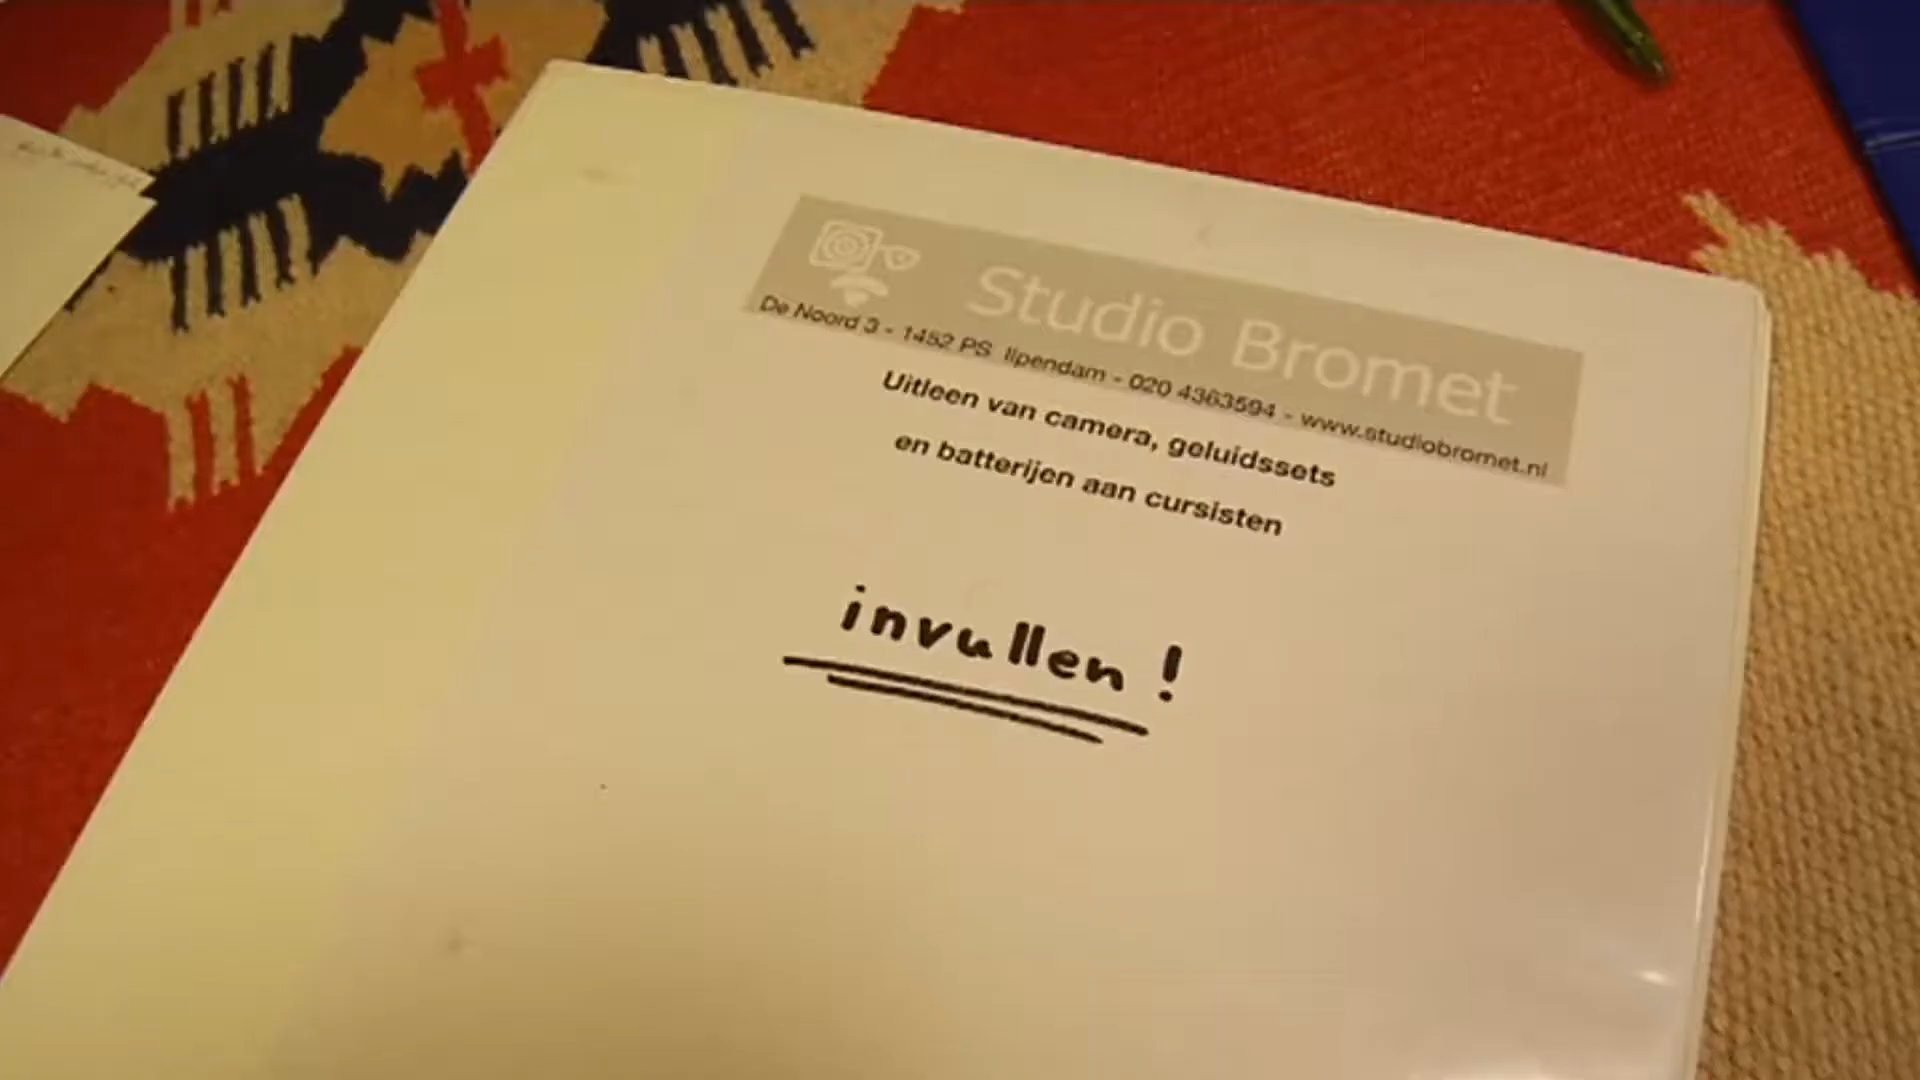 Studio Bromet
De Noord 3 - 1452 PS Ilpendam - 020 4363594 - www.studiobromet.nl
Uitleen van camera, geluidssets
en batterijen aan cursisten
invullen!